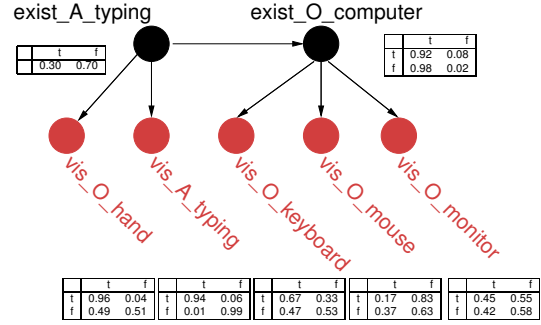 exist_A_typing exist_O_computer
t f
0.30 0.70
t f
t 0.92 0.08
f 0.98 0.02
vis_O_hand
vis_A_typing
vis_O_keyboard
vis_O_mouse
vis_O_monitor
t f
t 0.96 0.04
f 0.49 0.51
t f
t 0.94 0.06
f 0.01 0.99
t f
t 0.67 0.33
f 0.47 0.53
t f
t 0.17 0.83
f 0.37 0.63
t f
t 0.45 0.55
f 0.42 0.58